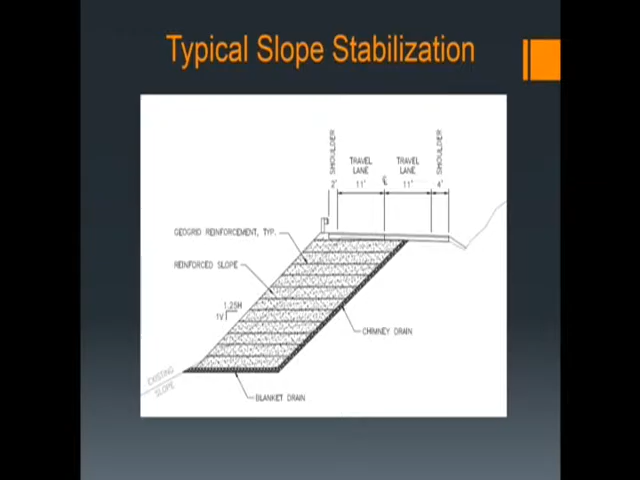 Typical Slope Stabilization
SHOULDER
TRAVEL
LANE
TRAVEL
LANE
SHOULDER
2'
11'
℄
11'
4'
GEOGRID REINFORCEMENT, TYP.
REINFORCED SLOPE
1.25H
1V
CHIMNEY DRAIN
EXISTING
SLOPE
BLANKET DRAIN